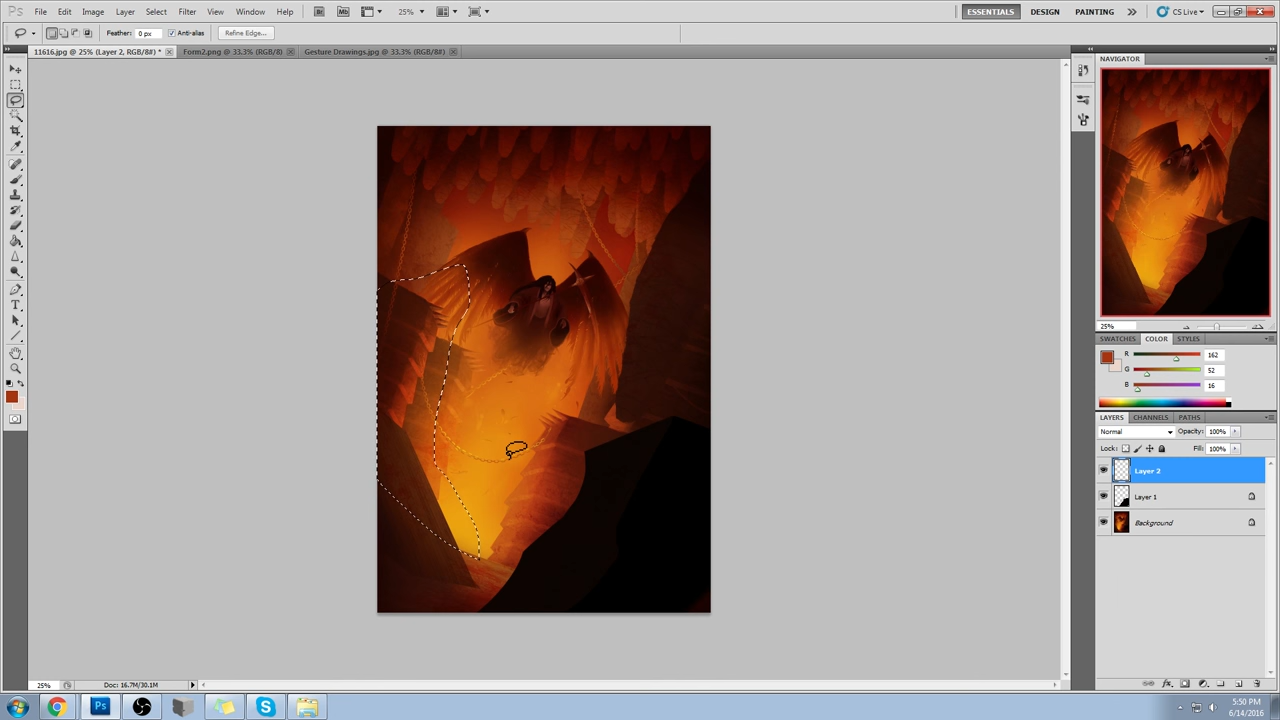 Ps File Edit Image Layer Select Filter Analysis 3D View Window Help Br Mb 25% ESSENTIALS DESIGN PAINTING CS Live
Feather: 0 px Anti-alias Refine Edge...
11616.jpg @ 25% (Layer 2, RGB/8#) * Form2.png @ 33.3% (RGB/8) Gesture Drawings.jpg @ 33.3% (RGB/8#)
NAVIGATOR
25%
SWATCHES COLOR STYLES
R 162
G 52
B 16
LAYERS CHANNELS PATHS
Normal Opacity: 100%
Lock: Fill: 100%
Layer 2
Layer 1
Background
25% Doc: 16.7M/30.1M
5:50 PM
6/14/2016